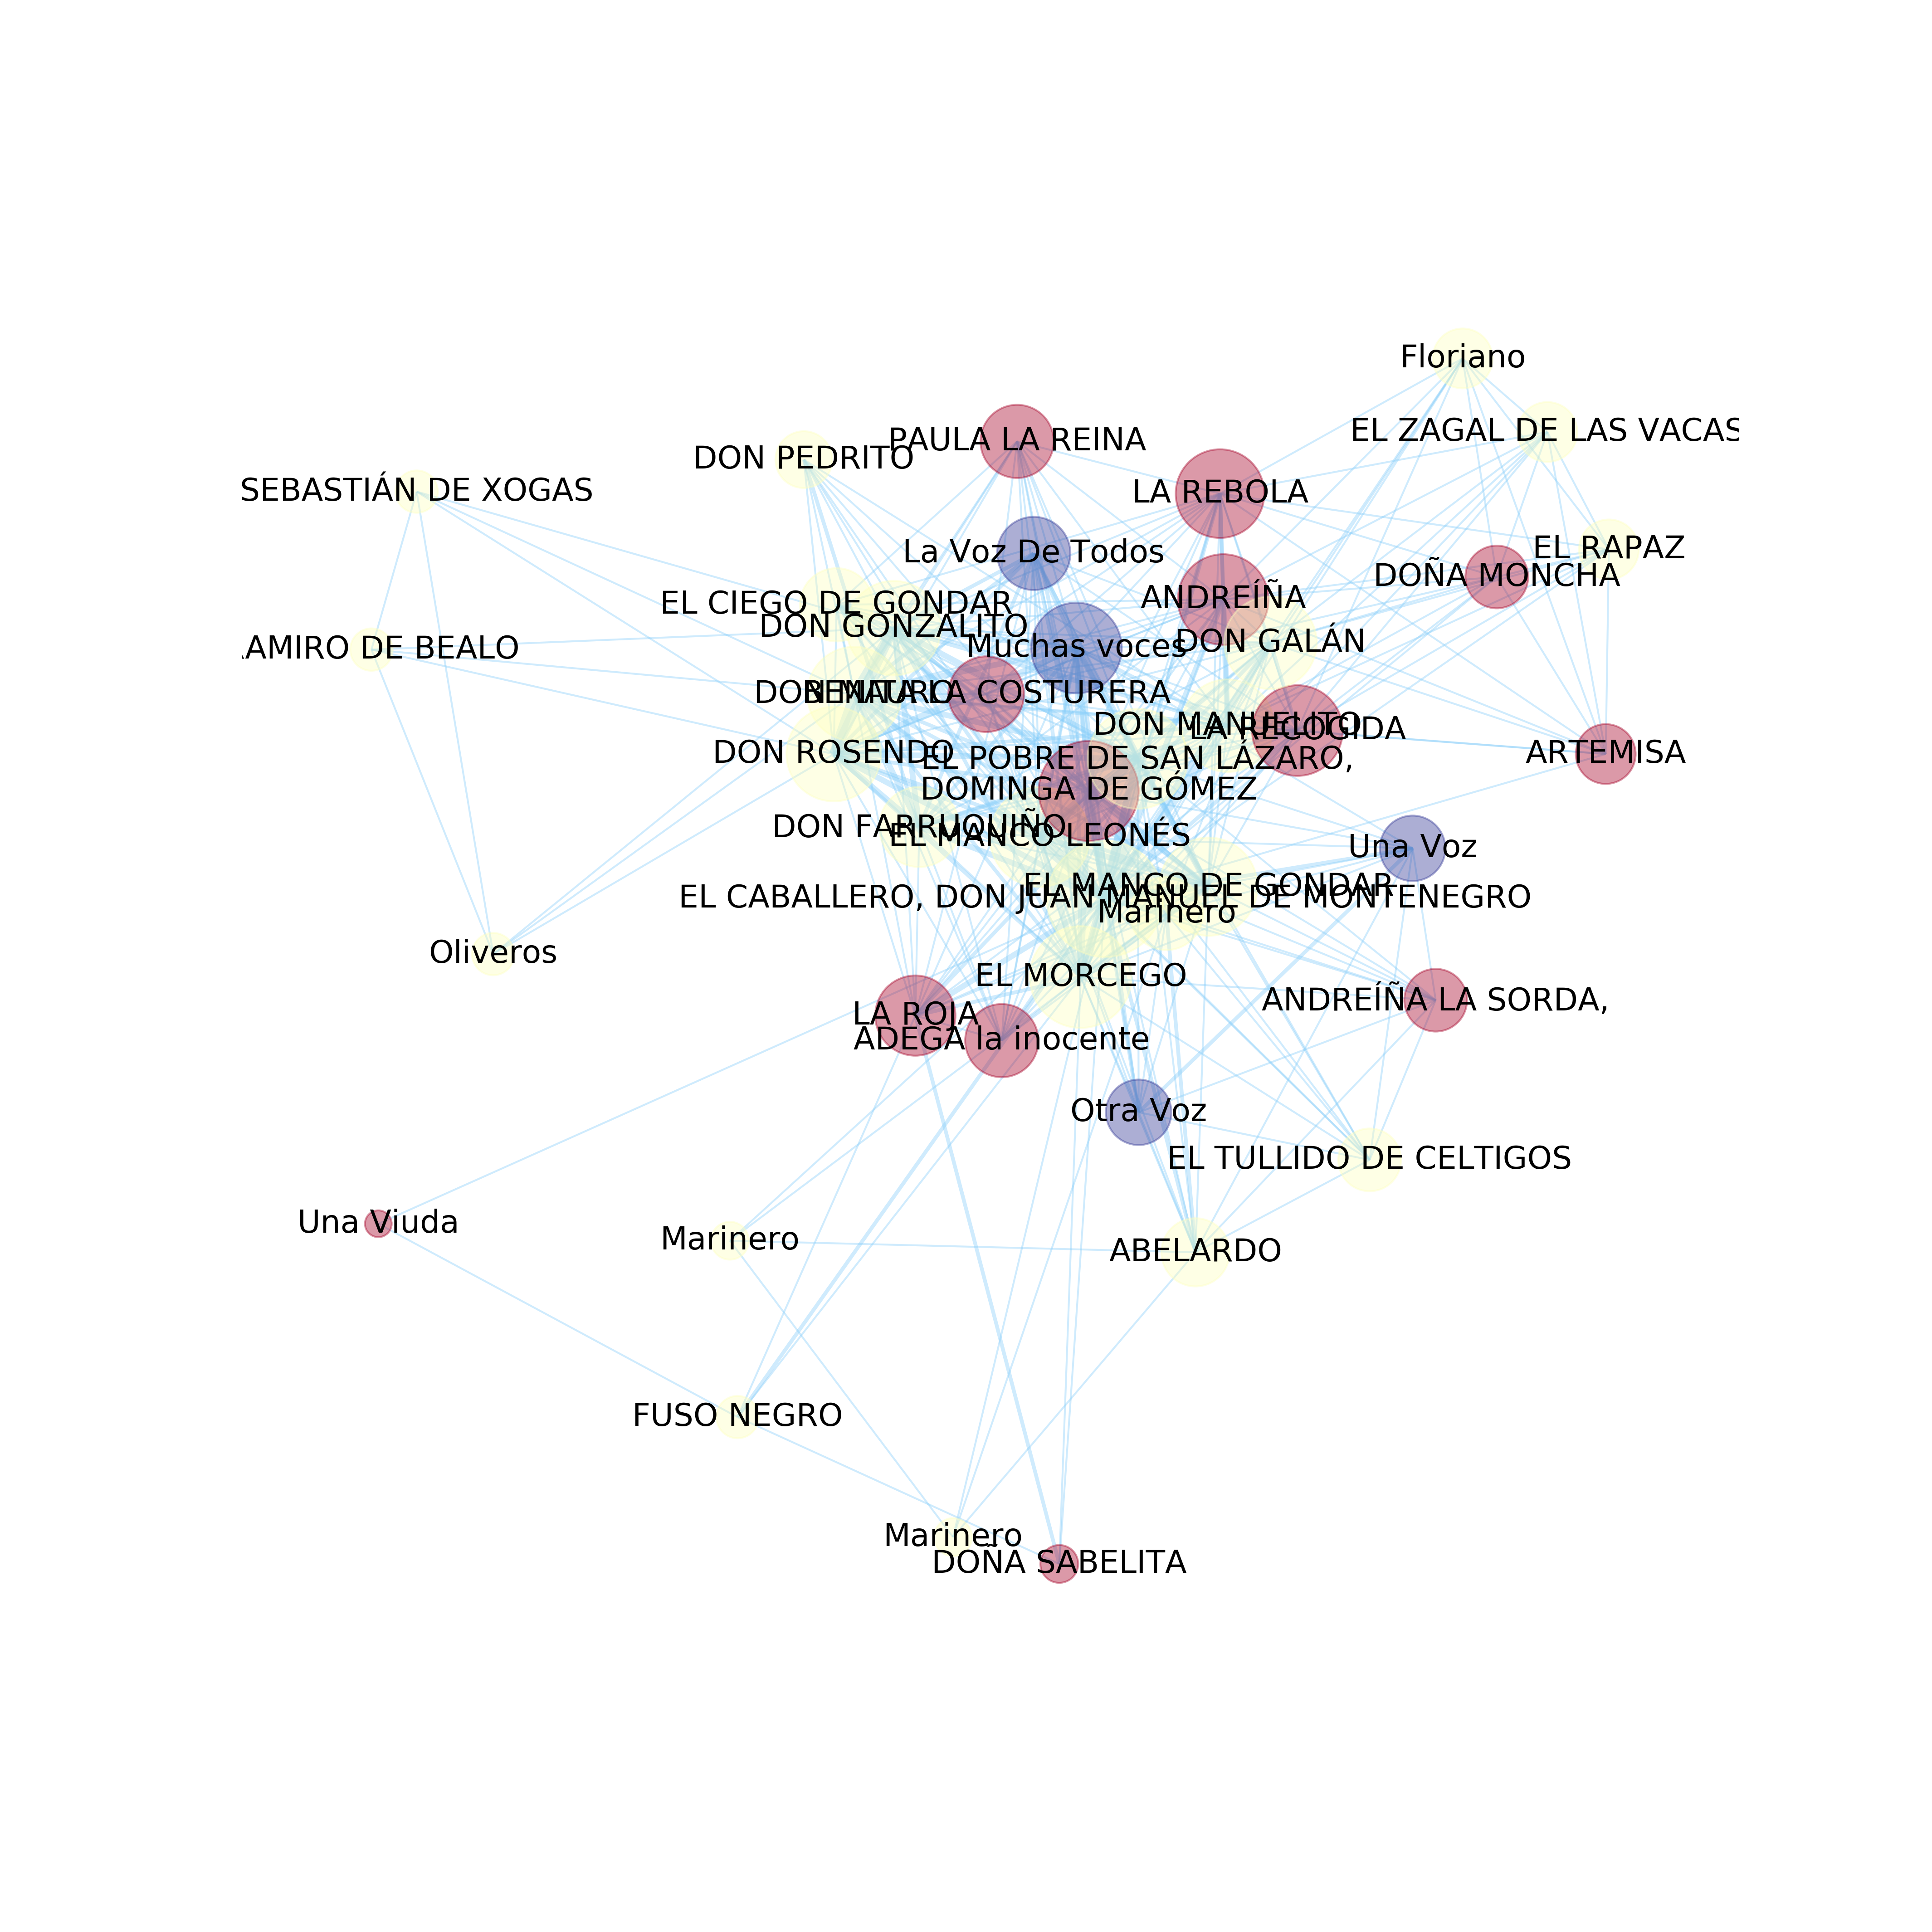 Floriano
EL ZAGAL DE LAS VACAS
PAULA LA REINA
DON PEDRITO
SEBASTIÁN DE XOGAS
LA REBOLA
La Voz De Todos
EL RAPAZ
DOÑA MONCHA
ANDREÍÑA
EL CIEGO DE GONDAR
DON GONZALITO
DON GALÁN
Muchas voces
AMIRO DE BEALO
DON MAURO
BENITA LA COSTURERA
DON MANUELITO
LA RECOGIDA
DON ROSENDO
ARTEMISA
EL POBRE DE SAN LÁZARO,
DOMINGA DE GÓMEZ
DON FARRUQUIÑO
EL MANCO LEONÉS
Una Voz
EL MANCO DE GONDAR
EL CABALLERO, DON JUAN MANUEL DE MONTENEGRO
Marinero
Oliveros
EL MORCEGO
ANDREÍÑA LA SORDA,
LA ROJA
ADEGA la inocente
Otra Voz
EL TULLIDO DE CELTIGOS
Una Viuda
Marinero
ABELARDO
FUSO NEGRO
Marinero
DOÑA SABELITA